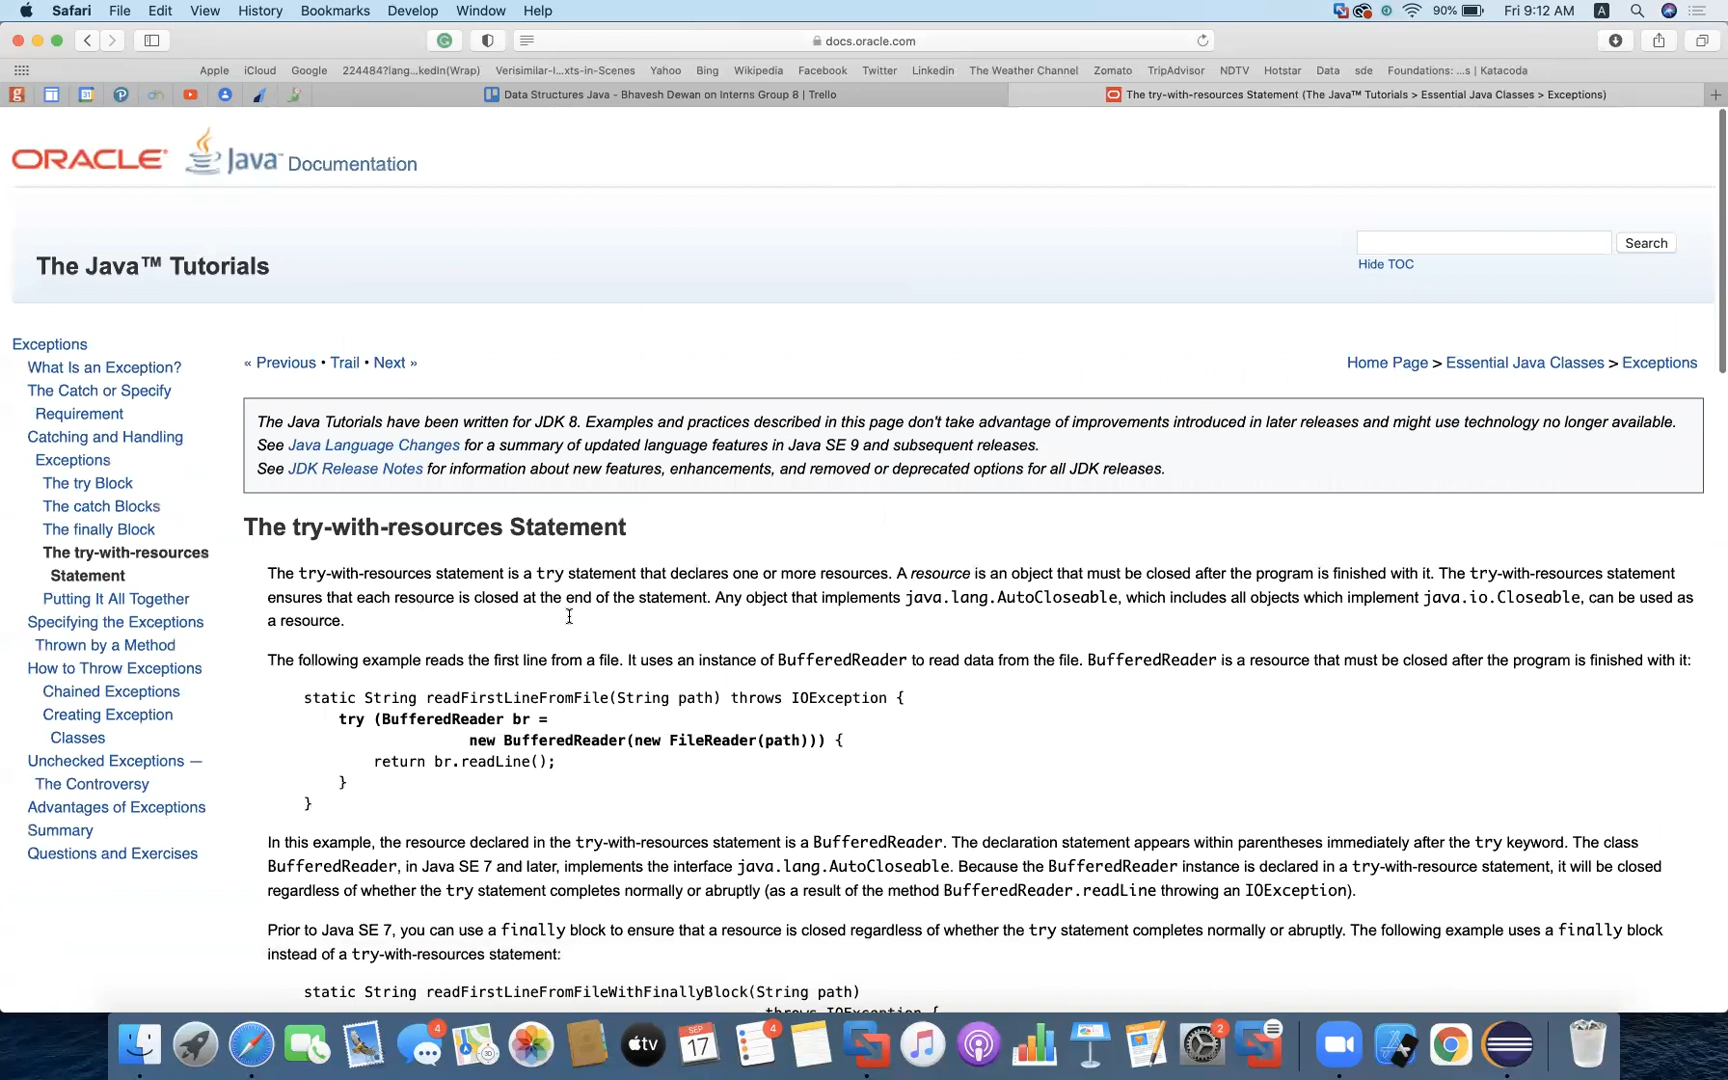 Safari File Edit View History Bookmarks Develop Window Help 90% Fri 9:12 AM A
docs.oracle.com
Apple iCloud Google 224484?lang...kedIn(Wrap) Verisimilar-I...xts-in-Scenes Yahoo Bing Wikipedia Facebook Twitter Linkedin The Weather Channel Zomato TripAdvisor NDTV Hotstar Data sde Foundations: ...s | Katacoda
Data Structures Java - Bhavesh Dewan on Interns Group 8 | Trello
The try-with-resources Statement (The Java™ Tutorials > Essential Java Classes > Exceptions)
ORACLE Java Documentation
The Java™ Tutorials
Search
Hide TOC
Exceptions
What Is an Exception?
The Catch or Specify
Requirement
Catching and Handling
Exceptions
The try Block
The catch Blocks
The finally Block
The try-with-resources
Statement
Putting It All Together
Specifying the Exceptions
Thrown by a Method
How to Throw Exceptions
Chained Exceptions
Creating Exception
Classes
Unchecked Exceptions —
The Controversy
Advantages of Exceptions
Summary
Questions and Exercises
« Previous • Trail • Next »
Home Page > Essential Java Classes > Exceptions
The Java Tutorials have been written for JDK 8. Examples and practices described in this page don't take advantage of improvements introduced in later releases and might use technology no longer available.
See Java Language Changes for a summary of updated language features in Java SE 9 and subsequent releases.
See JDK Release Notes for information about new features, enhancements, and removed or deprecated options for all JDK releases.
The try-with-resources Statement
The try-with-resources statement is a try statement that declares one or more resources. A resource is an object that must be closed after the program is finished with it. The try-with-resources statement
ensures that each resource is closed at the end of the statement. Any object that implements java.lang.AutoCloseable, which includes all objects which implement java.io.Closeable, can be used as
a resource.
The following example reads the first line from a file. It uses an instance of BufferedReader to read data from the file. BufferedReader is a resource that must be closed after the program is finished with it:
static String readFirstLineFromFile(String path) throws IOException {
try (BufferedReader br =
new BufferedReader(new FileReader(path))) {
return br.readLine();
}
}
In this example, the resource declared in the try-with-resources statement is a BufferedReader. The declaration statement appears within parentheses immediately after the try keyword. The class
BufferedReader, in Java SE 7 and later, implements the interface java.lang.AutoCloseable. Because the BufferedReader instance is declared in a try-with-resource statement, it will be closed
regardless of whether the try statement completes normally or abruptly (as a result of the method BufferedReader.readLine throwing an IOException).
Prior to Java SE 7, you can use a finally block to ensure that a resource is closed regardless of whether the try statement completes normally or abruptly. The following example uses a finally block
instead of a try-with-resources statement:
static String readFirstLineFromFileWithFinallyBlock(String path)
throws IOException {
4 tv SEP 17 4 2